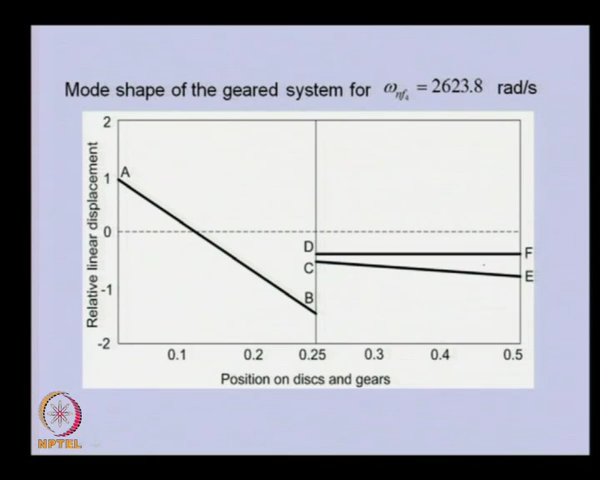 Mode shape of the geared system for ω_nf₄ = 2623.8 rad/s
2
1
0
-1
-2
Relative linear displacement
A
D
C
B
F
E
0.1 0.2 0.25 0.3 0.4 0.5
Position on discs and gears
NPTEL